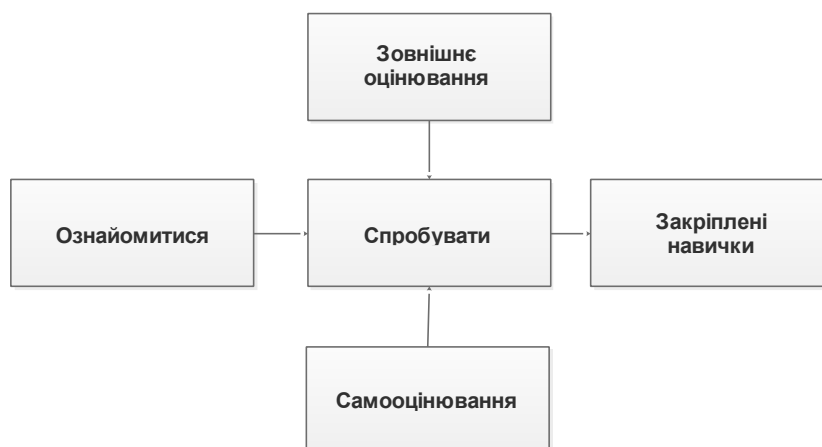 Зовнішнє
оцінювання
Ознайомитися
Спробувати
Закріплені
навички
Самооцінювання